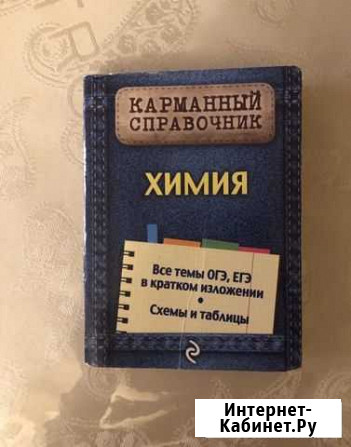 КАРМАННЫЙ
СПРАВОЧНИК
ХИМИЯ
Все темы ОГЭ, ЕГЭ
в кратком изложении
•
Схемы и таблицы
Интернет-
Кабинет.Ру